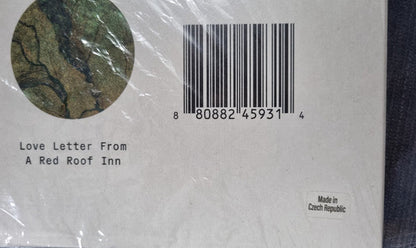 8 80882 45931 4
Love Letter From
A Red Roof Inn
Made in
Czech Republic